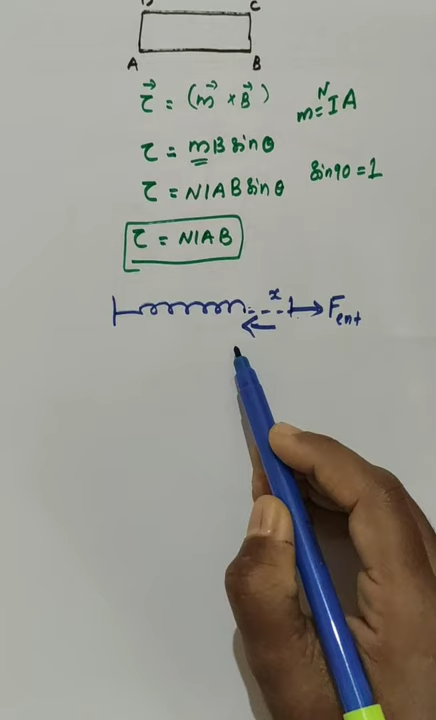 D C
A B
τ⃗ = (m⃗ × B⃗)
m = NIA
τ = mB sinθ
τ = NIAB sinθ
sin90 = 1
τ = NIAB
x
F_ext